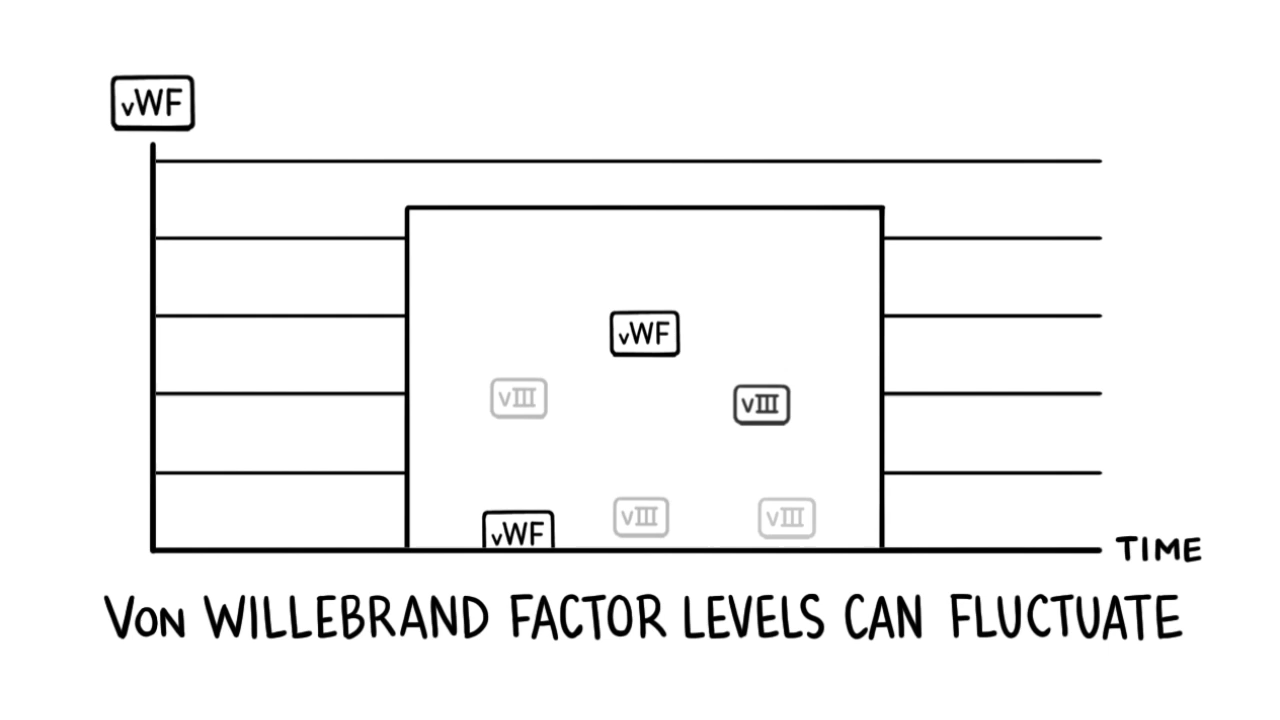 vWF
vWF
vIII
vIII
vWF
vIII
vIII
TIME
VON WILLEBRAND FACTOR LEVELS CAN FLUCTUATE